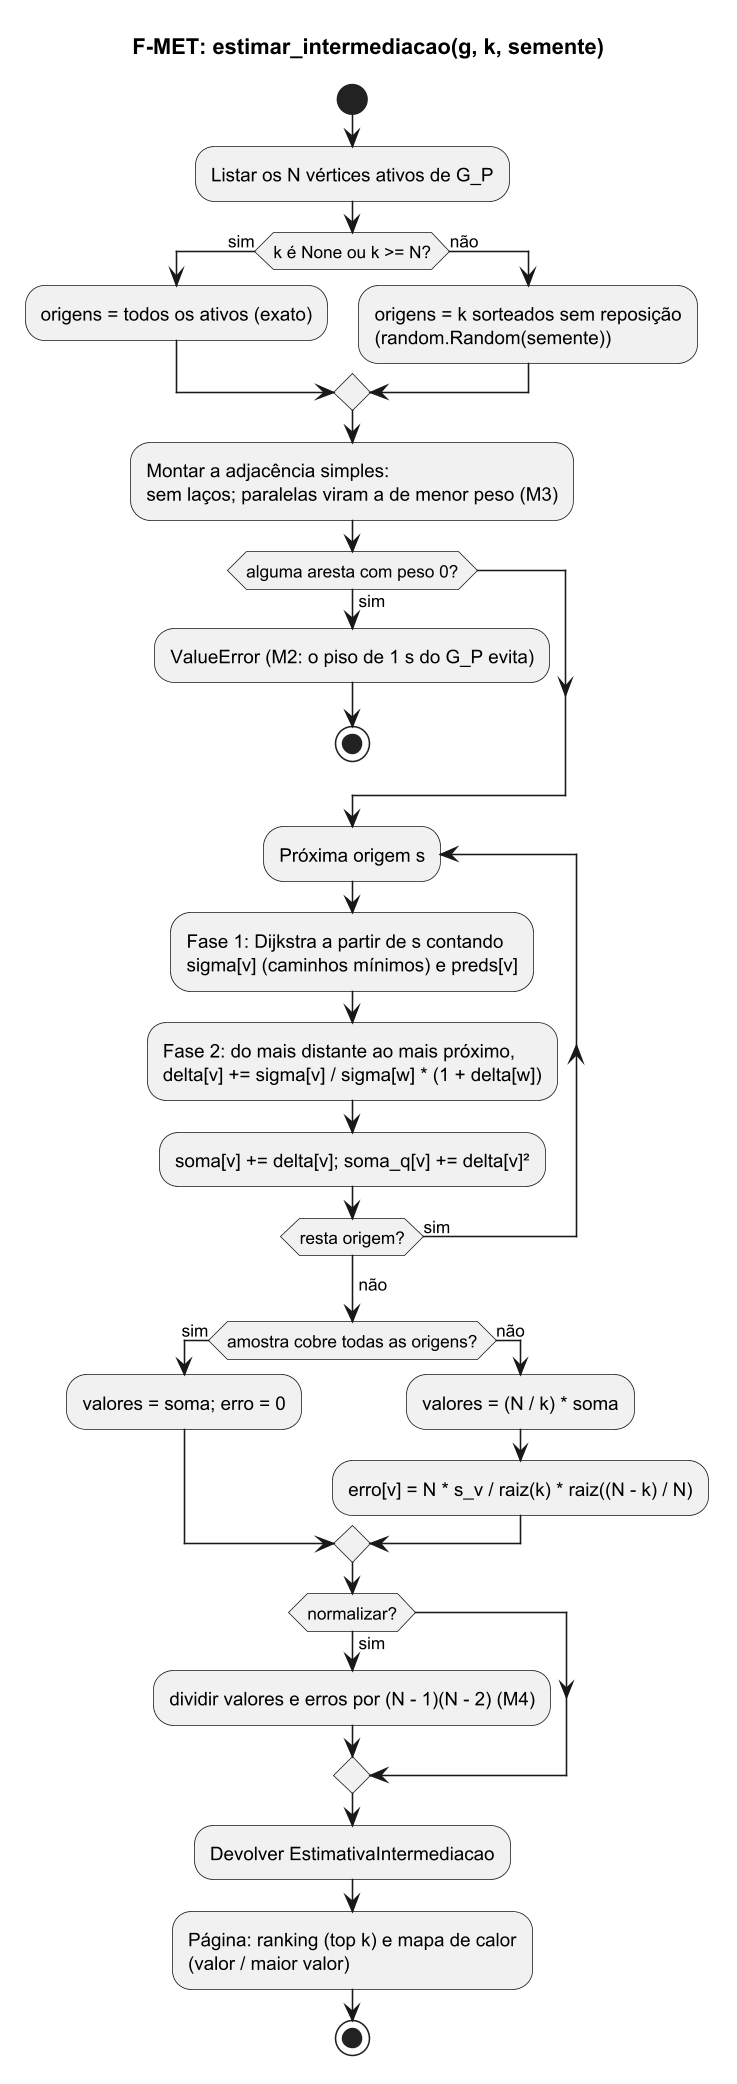 F-MET: estimar_intermediacao(g, k, semente)
Listar os N vértices ativos de G_P
k é None ou k >= N?
sim
não
origens = todos os ativos (exato)
origens = k sorteados sem reposição
(random.Random(semente))
Montar a adjacência simples:
sem laços; paralelas viram a de menor peso (M3)
alguma aresta com peso 0?
sim
ValueError (M2: o piso de 1 s do G_P evita)
Próxima origem s
Fase 1: Dijkstra a partir de s contando
sigma[v] (caminhos mínimos) e preds[v]
Fase 2: do mais distante ao mais próximo,
delta[v] += sigma[v] / sigma[w] * (1 + delta[w])
soma[v] += delta[v]; soma_q[v] += delta[v]²
resta origem?
sim
não
amostra cobre todas as origens?
sim
não
valores = soma; erro = 0
valores = (N / k) * soma
erro[v] = N * s_v / raiz(k) * raiz((N - k) / N)
normalizar?
sim
dividir valores e erros por (N - 1)(N - 2) (M4)
Devolver EstimativaIntermediacao
Página: ranking (top k) e mapa de calor
(valor / maior valor)